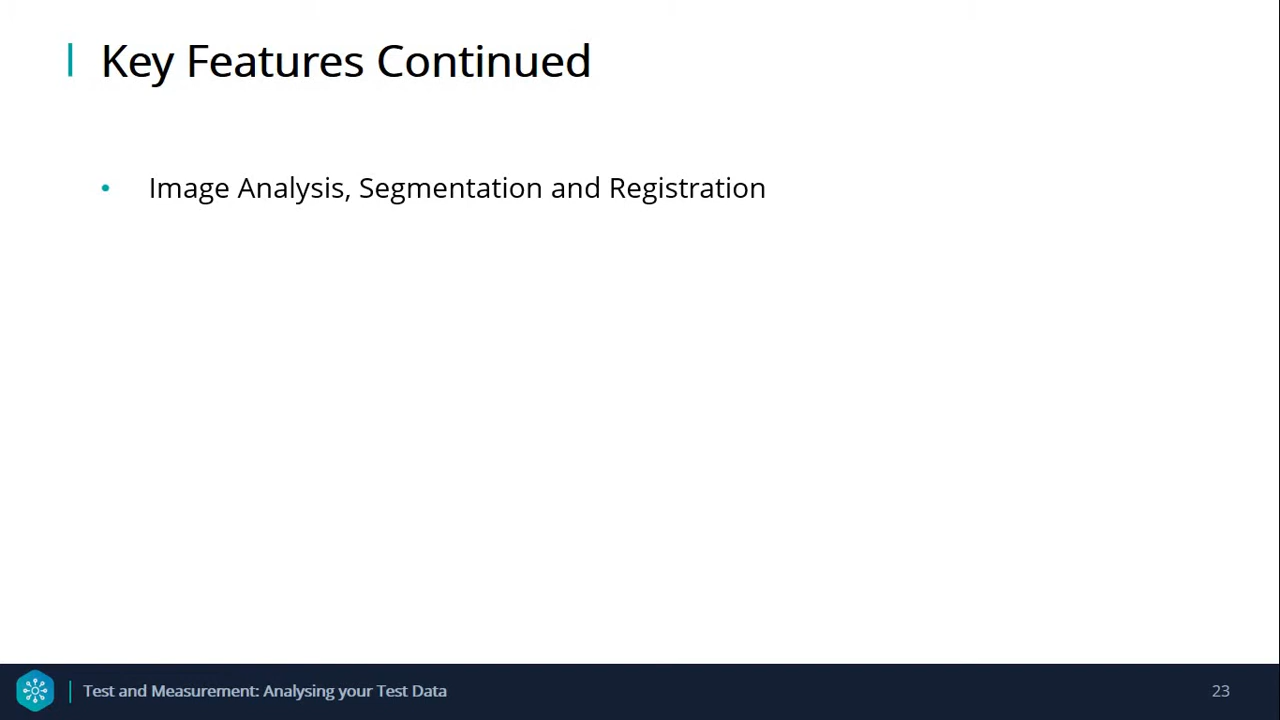 Key Features Continued
• Image Analysis, Segmentation and Registration
Test and Measurement: Analysing your Test Data
23